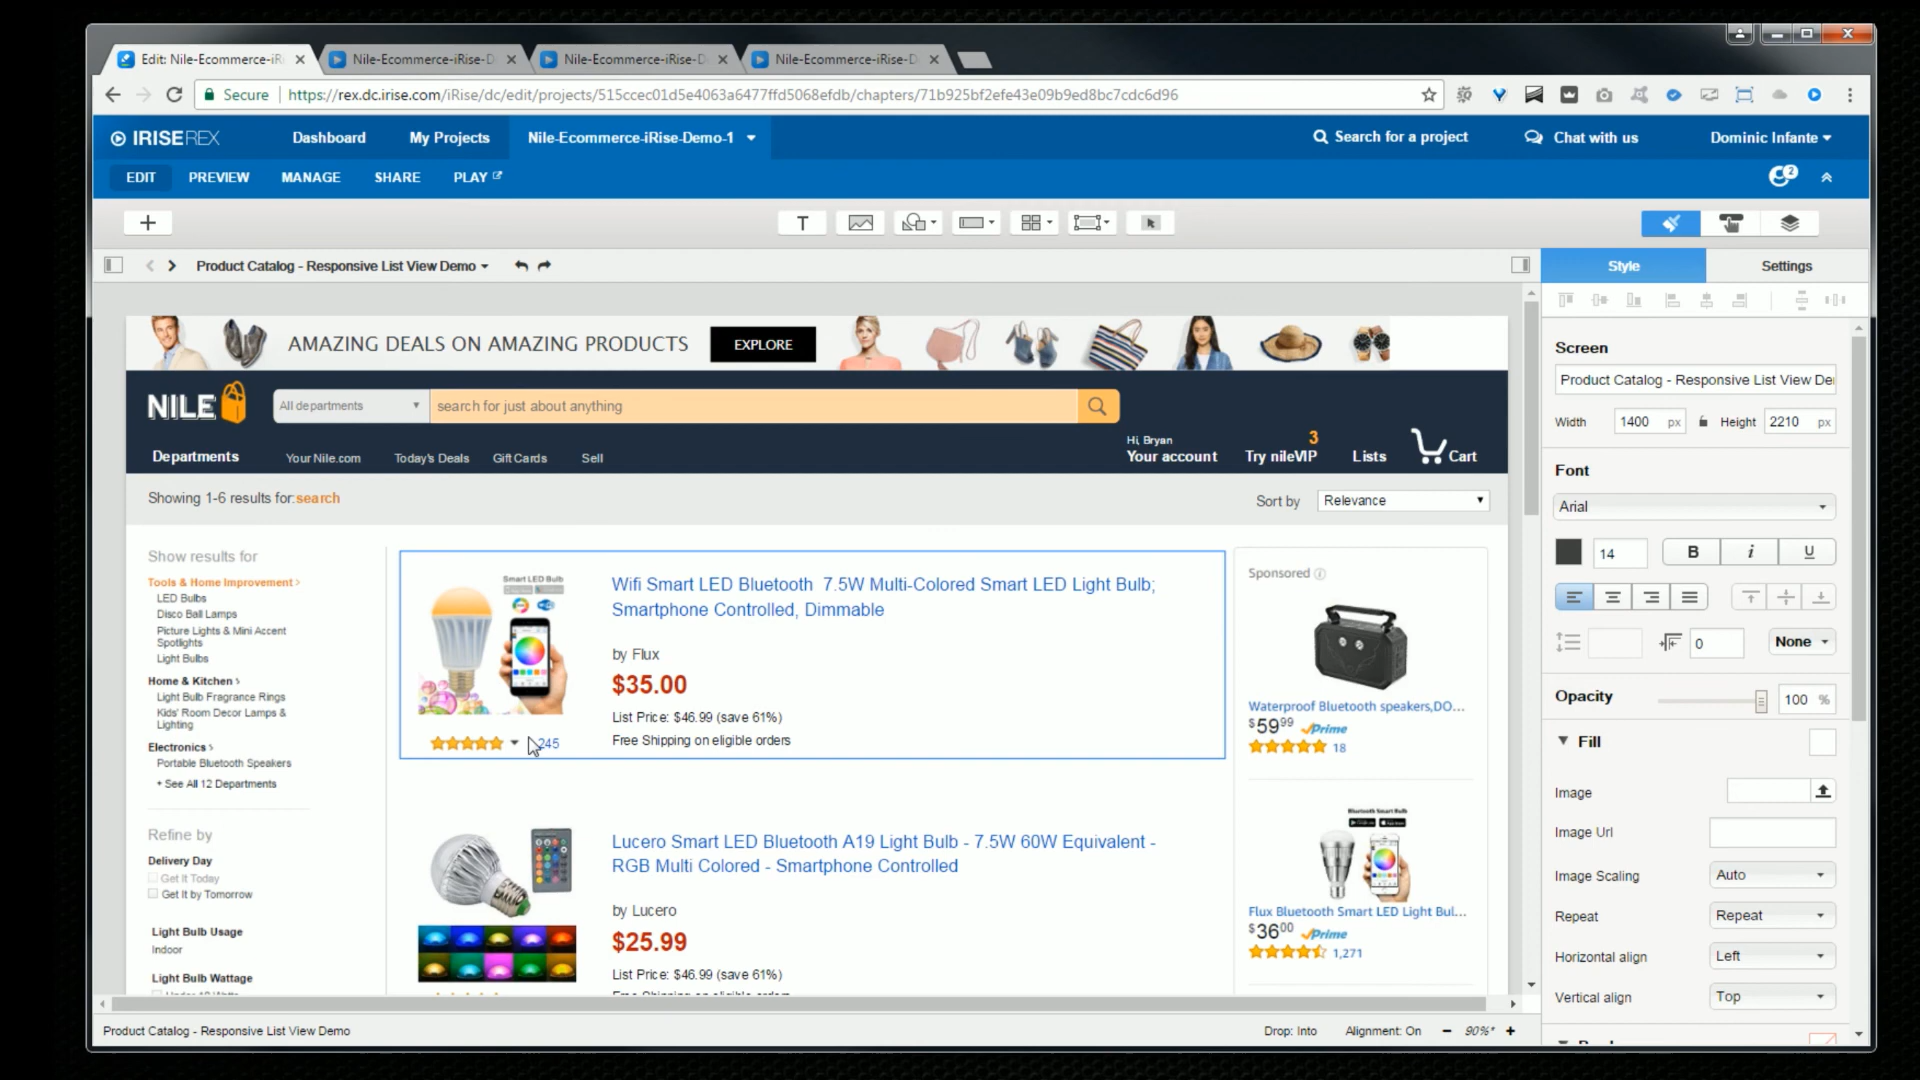 Edit: Nile-Ecommerce-iR
Nile-Ecommerce-iRise-D
Nile-Ecommerce-iRise-D
Nile-Ecommerce-iRise-D
Secure
https://rex.dc.irise.com/iRise/dc/edit/projects/515ccec01d5e4063a6477ffd5068efdb/chapters/71b925bf2efe43e09b9ed8bc7cdc6d96
IRISEREX
Dashboard
My Projects
Nile-Ecommerce-iRise-Demo-1
Search for a project
Chat with us
Dominic Infante
EDIT
PREVIEW
MANAGE
SHARE
PLAY
2
T
Product Catalog - Responsive List View Demo
Style
Settings
AMAZING DEALS ON AMAZING PRODUCTS
EXPLORE
NILE
All departments
search for just about anything
Departments
Your Nile.com
Today's Deals
Gift Cards
Sell
Hi, Bryan
Your account
3
Try nileVIP
Lists
Cart
Showing 1-6 results for:search
Sort by
Relevance
Show results for
Tools & Home Improvement >
LED Bulbs
Disco Ball Lamps
Picture Lights & Mini Accent
Spotlights
Light Bulbs
Home & Kitchen >
Light Bulb Fragrance Rings
Kids' Room Decor Lamps &
Lighting
Electronics >
Portable Bluetooth Speakers
+ See All 12 Departments
Refine by
Delivery Day
Get It Today
Get It by Tomorrow
Light Bulb Usage
Indoor
Light Bulb Wattage
Smart LED Bulb
Wifi Smart LED Bluetooth 7.5W Multi-Colored Smart LED Light Bulb;
Smartphone Controlled, Dimmable
by Flux
$35.00
List Price: $46.99 (save 61%)
Free Shipping on eligible orders
245
Lucero Smart LED Bluetooth A19 Light Bulb - 7.5W 60W Equivalent -
RGB Multi Colored - Smartphone Controlled
by Lucero
$25.99
List Price: $46.99 (save 61%)
Free Shipping on eligible orders
Sponsored
Waterproof Bluetooth speakers,DO...
$59 99 Prime
18
Bluetooth Smart Bulb
Flux Bluetooth Smart LED Light Bul...
$36 00 Prime
1,271
Screen
Product Catalog - Responsive List View De
Width
1400 px
Height
2210 px
Font
Arial
14
B
i
U
0
None
Opacity
100 %
Fill
Image
Image Url
Image Scaling
Auto
Repeat
Repeat
Horizontal align
Left
Vertical align
Top
Product Catalog - Responsive List View Demo
Drop: Into
Alignment: On
- 90%* +